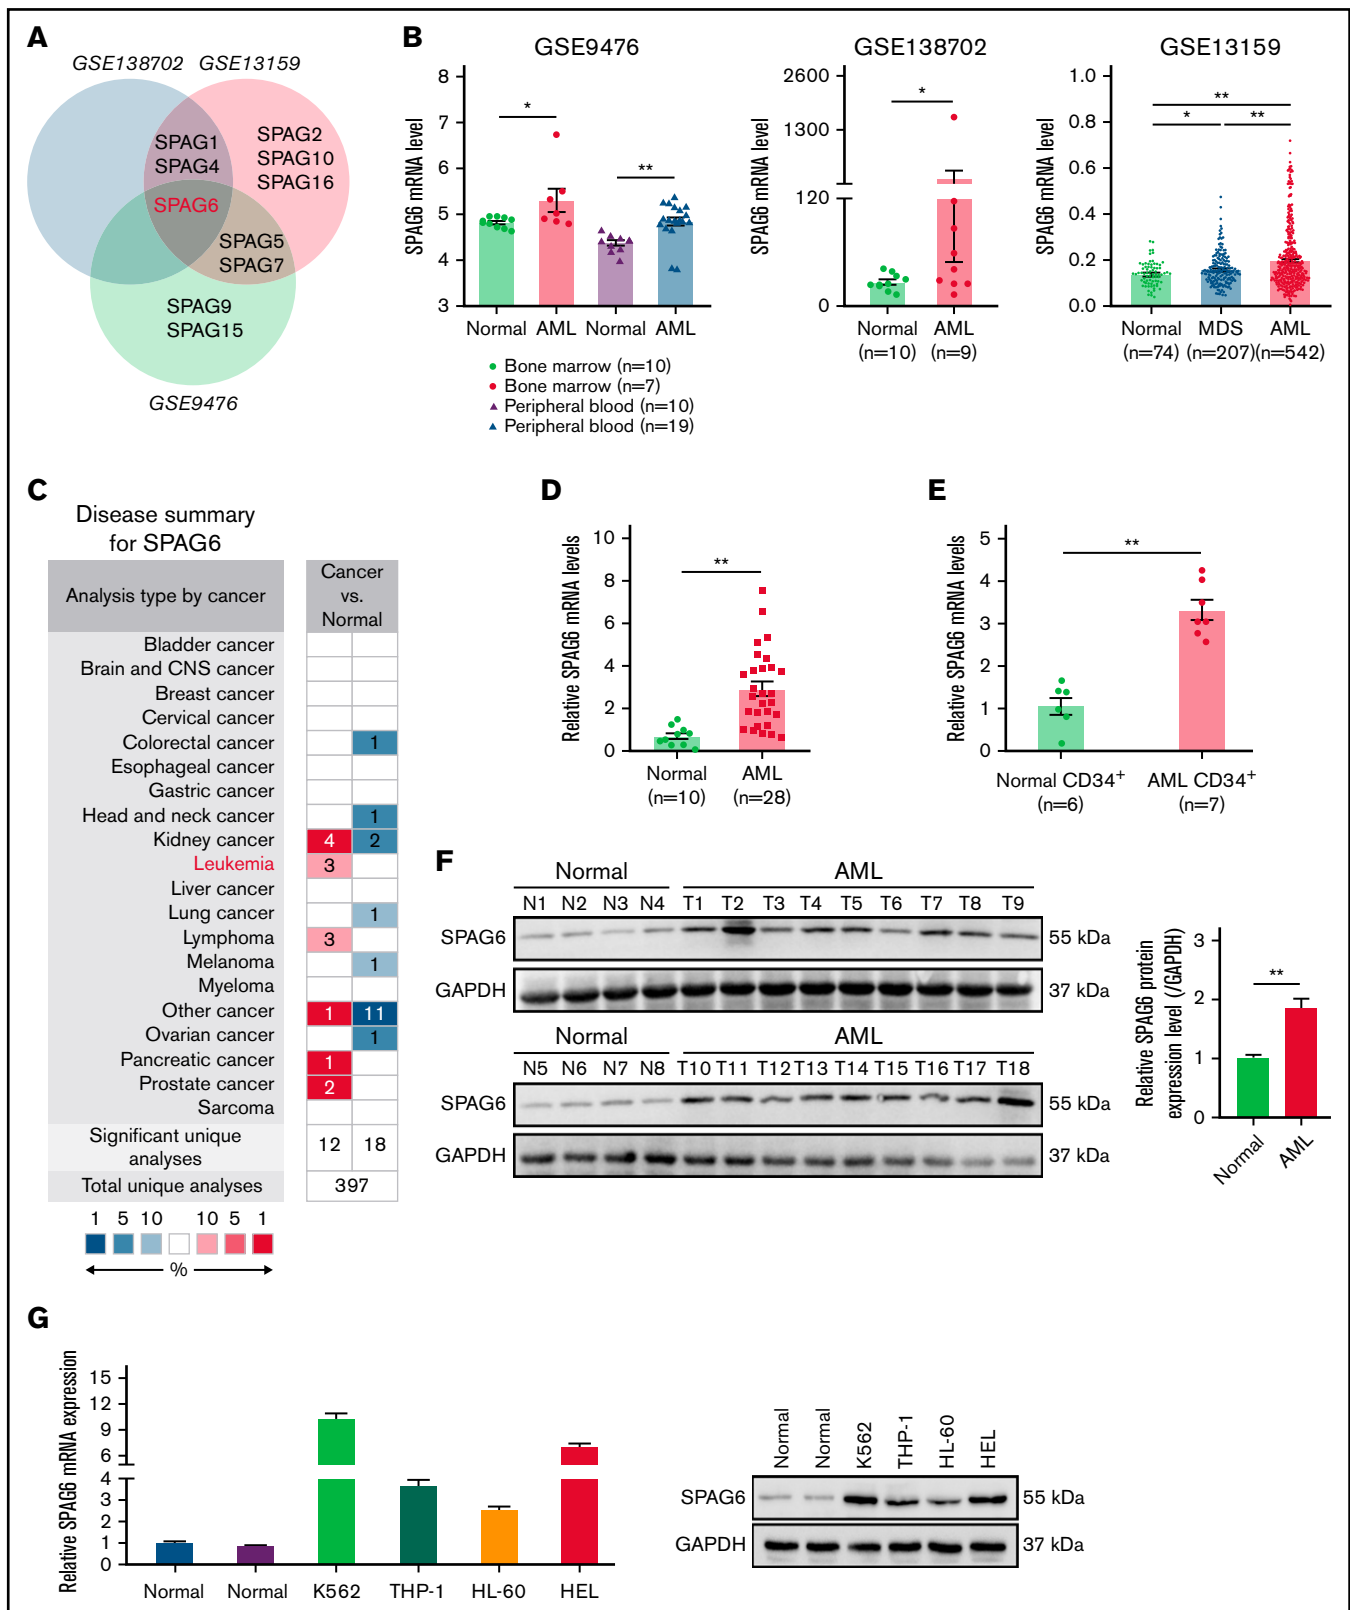 A
GSE138702 GSE13159
SPAG1
SPAG4
SPAG2
SPAG10
SPAG16
SPAG6
SPAG5
SPAG7
SPAG9
SPAG15
GSE9476
B
GSE9476
SPAG6 mRNA level
8
7
6
5
4
3
*
**
Normal AML Normal AML
Bone marrow (n=10)
Bone marrow (n=7)
Peripheral blood (n=10)
Peripheral blood (n=19)
GSE138702
SPAG6 mRNA level
2600
1300
120
0
*
Normal AML
(n=10) (n=9)
GSE13159
SPAG6 mRNA level
1.0
0.8
0.6
0.4
0.2
0.0
**
* **
Normal MDS AML
(n=74) (n=207) (n=542)
C
Disease summary
for SPAG6
Analysis type by cancer
Cancer
vs.
Normal
Bladder cancer
Brain and CNS cancer
Breast cancer
Cervical cancer
Colorectal cancer 1
Esophageal cancer
Gastric cancer
Head and neck cancer 1
Kidney cancer 4 2
Leukemia 3
Liver cancer
Lung cancer 1
Lymphoma 3
Melanoma 1
Myeloma
Other cancer 1 11
Ovarian cancer 1
Pancreatic cancer 1
Prostate cancer 2
Sarcoma
Significant unique
analyses
12 18
Total unique analyses 397
1 5 10 10 5 1
%
D
Relative SPAG6 mRNA levels
10
8
6
4
2
0
**
Normal AML
(n=10) (n=28)
E
Relative SPAG6 mRNA levels
5
4
3
2
1
0
**
Normal CD34+ AML CD34+
(n=6) (n=7)
F
Normal AML
N1 N2 N3 N4 T1 T2 T3 T4 T5 T6 T7 T8 T9
SPAG6 55 kDa
GAPDH 37 kDa
Normal AML
N5 N6 N7 N8 T10 T11 T12 T13 T14 T15 T16 T17 T18
SPAG6 55 kDa
GAPDH 37 kDa
Relative SPAG6 protein
expression level (/GAPDH)
3
2
1
0
**
Normal AML
G
Relative SPAG6 mRNA expression
15
12
9
6
4
3
2
1
0
Normal Normal K562 THP-1 HL-60 HEL
Normal Normal K562 THP-1 HL-60 HEL
SPAG6 55 kDa
GAPDH 37 kDa